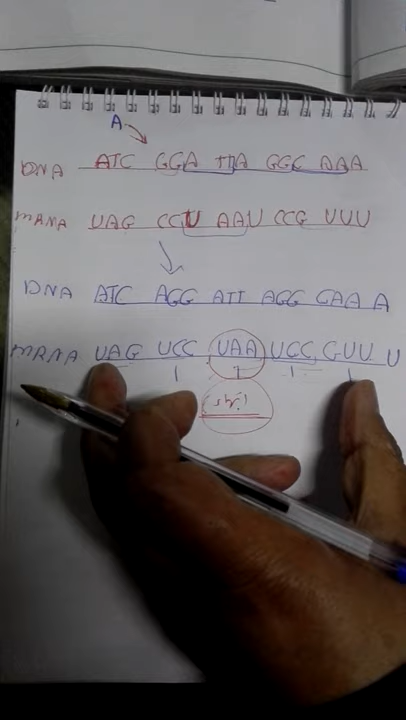 A
DNA ATC GGA TTA GGC AAA
mRNA UAG CCU AAU CCG UUU
DNA ATC AGG ATT AGG CAAA A
mRNA UAG UCC UAA UCC GUU U